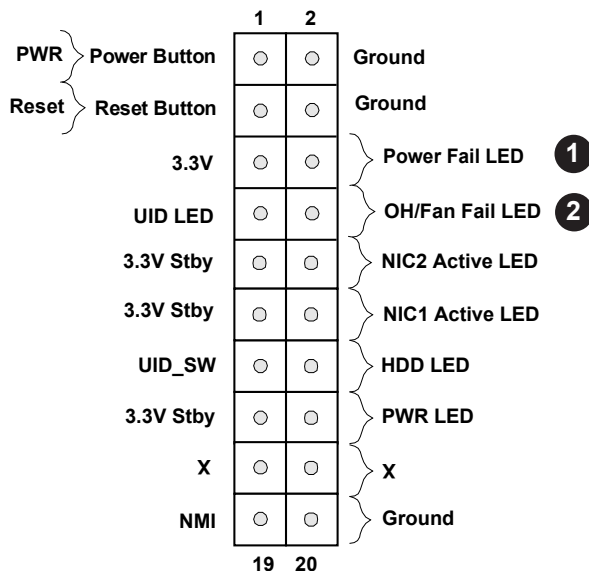 1 2
PWR Power Button Ground
Reset Reset Button Ground
3.3V Power Fail LED 1
UID LED OH/Fan Fail LED 2
3.3V Stby NIC2 Active LED
3.3V Stby NIC1 Active LED
UID_SW HDD LED
3.3V Stby PWR LED
X X
NMI Ground
19 20